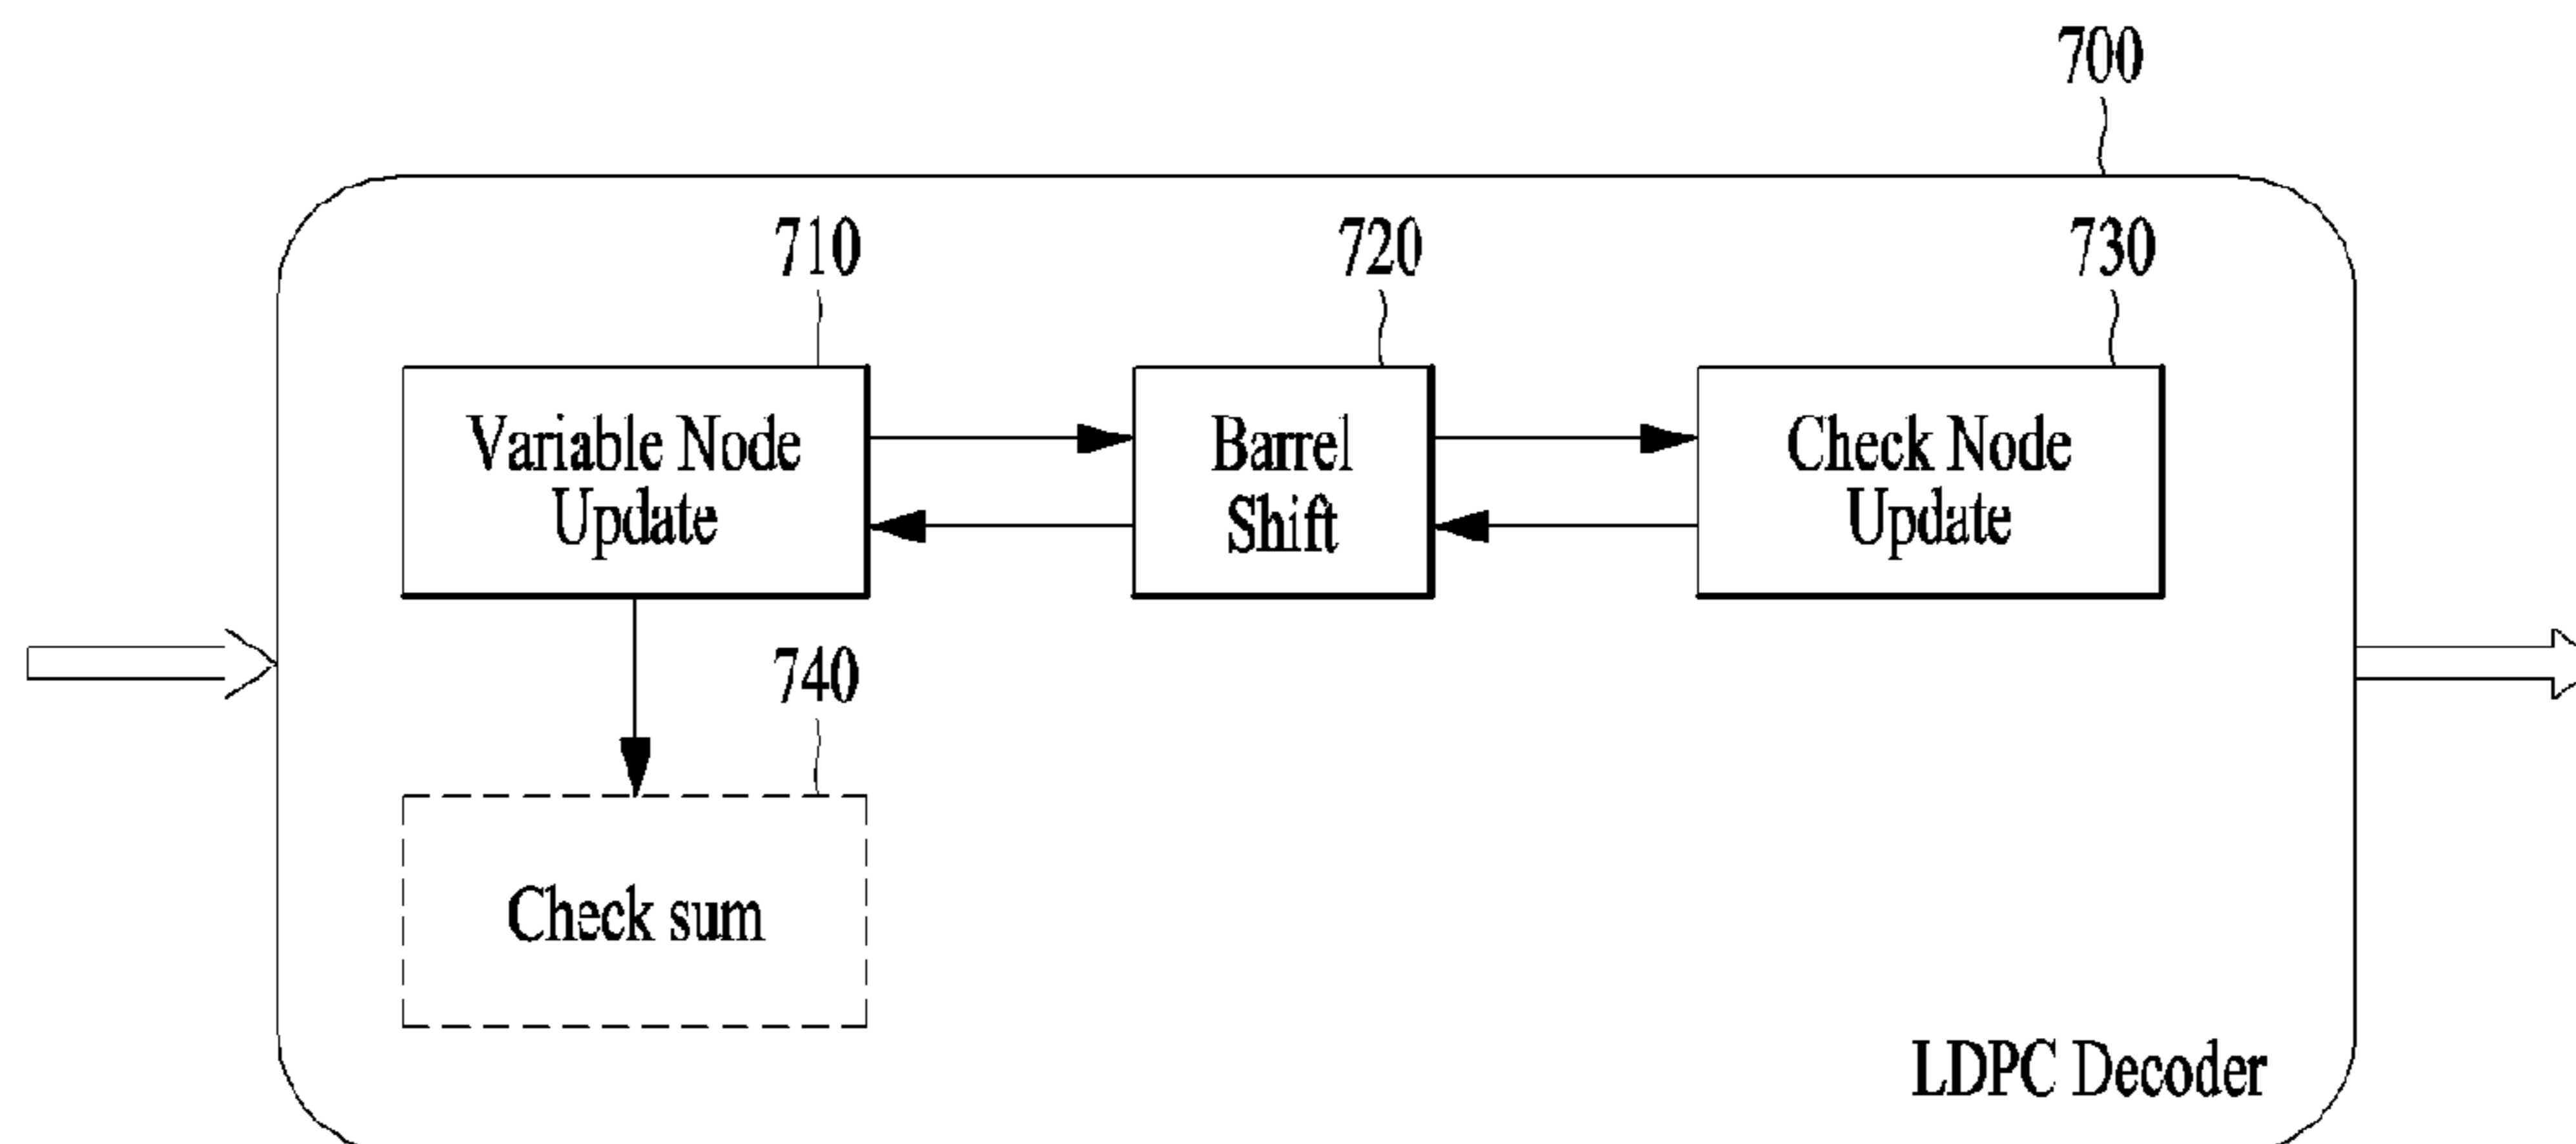 700
710
720
730
Variable Node
Update
Barrel
Shift
Check Node
Update
740
Check sum
LDPC Decoder